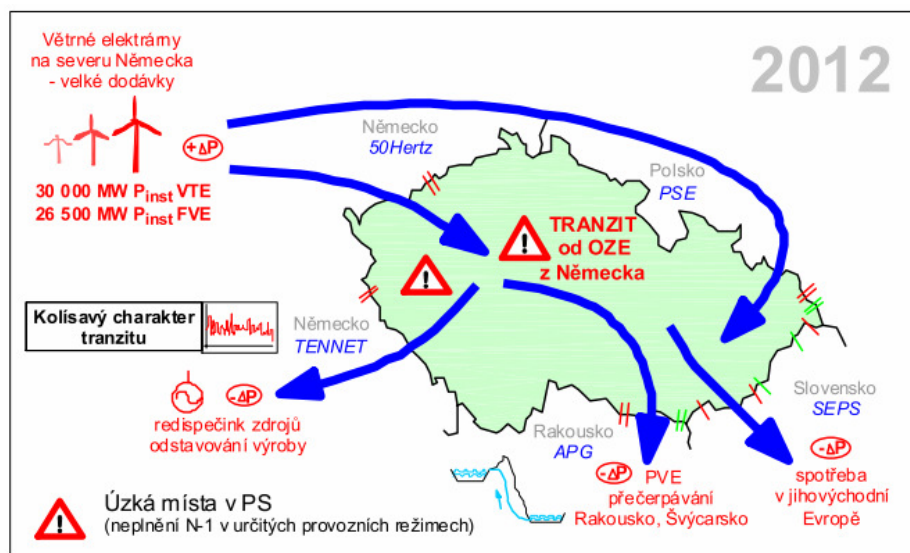 Větrné elektrárny
na severu Německa
- velké dodávky
2012
+ΔP
30 000 MW Pinst VTE
26 500 MW Pinst FVE
Německo
50Hertz
Polsko
PSE
TRANZIT
od OZE
z Německa
Kolísavý charakter
tranzitu
Německo
TENNET
-ΔP
redispečink zdrojů
odstavování výroby
Slovensko
SEPS
-ΔP
spotřeba
v jihovýchodní
Evropě
Rakousko
APG
-ΔP PVE
přečerpávání
Rakousko, Švýcarsko
Úzká místa v PS
(neplnění N-1 v určitých provozních režimech)